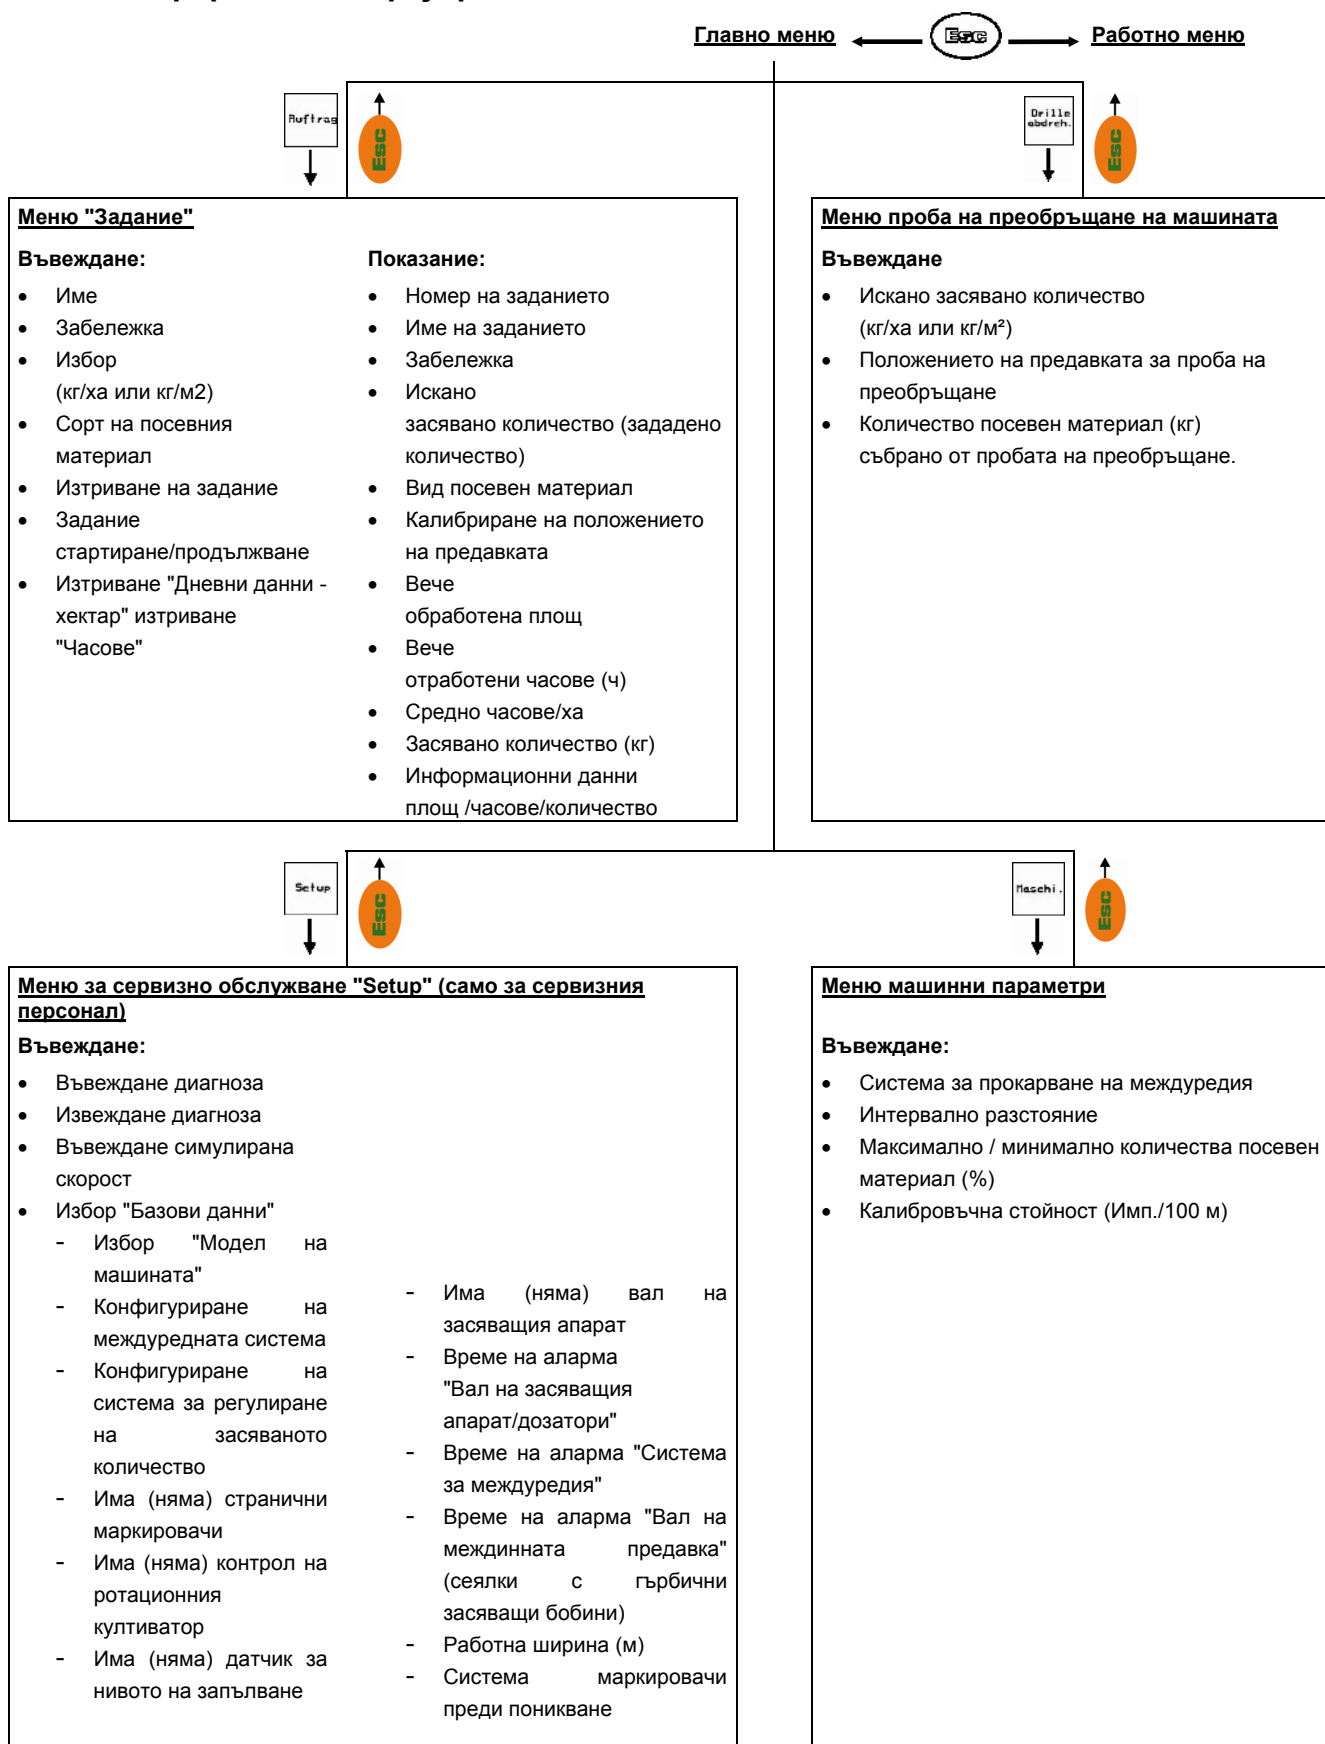 Главно меню
Esc
Работно меню
Auftrag
Esc
Drille
abdreh.
Esc
Меню "Задание"
Въвеждане:
• Име
• Забележка
• Избор
(кг/ха или кг/м2)
• Сорт на посевния
материал
• Изтриване на задание
• Задание
стартиране/продължване
• Изтриване "Дневни данни -
хектар" изтриване
"Часове"
Показание:
• Номер на заданието
• Име на заданието
• Забележка
• Искано
засявано количество (зададено
количество)
• Вид посевен материал
• Калибриране на положението
на предавката
• Вече
обработена площ
• Вече
отработени часове (ч)
• Средно часове/ха
• Засявано количество (кг)
• Информационни данни
площ /часове/количество
Меню проба на преобръщане на машината
Въвеждане
• Искано засявано количество
(кг/ха или кг/м²)
• Положението на предавката за проба на
преобръщане
• Количество посевен материал (кг)
събрано от пробата на преобръщане.
Setup
Esc
Maschi.
Esc
Меню за сервизно обслужване "Setup" (само за сервизния
персонал)
Въвеждане:
• Въвеждане диагноза
• Извеждане диагноза
• Въвеждане симулирана
скорост
• Избор "Базови данни"
- Избор "Модел на
машината"
- Конфигуриране на
междуредната система
- Конфигуриране на
система за регулиране
на засяваното
количество
- Има (няма) странични
маркировачи
- Има (няма) контрол на
ротационния
култиватор
- Има (няма) датчик за
нивото на запълване
- Има (няма) вал на
засяващия апарат
- Време на аларма
"Вал на засяващия
апарат/дозатори"
- Време на аларма "Система
за междуредия"
- Време на аларма "Вал на
междинната предавка"
(сеялки с гърбични
засяващи бобини)
- Работна ширина (м)
- Система маркировачи
преди поникване
Меню машинни параметри
Въвеждане:
• Система за прокарване на междуредия
• Интервално разстояние
• Максимално / минимално количества посевен
материал (%)
• Калибровъчна стойност (Имп./100 м)